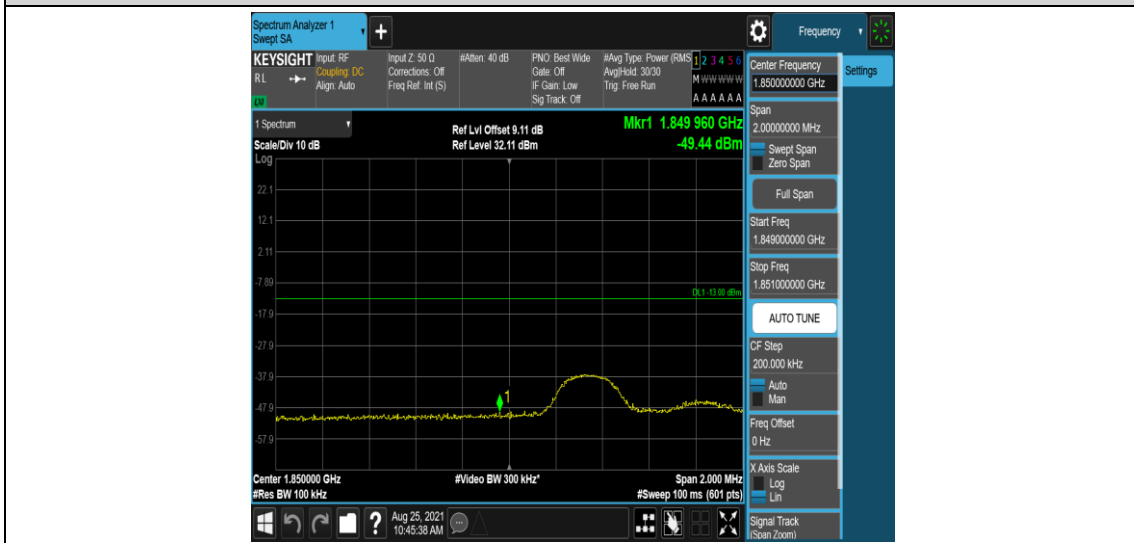 Spectrum Analyzer 1
Swept SA
+
Frequency
KEYSIGHT
RL
LXI
Input: RF
Coupling: DC
Align: Auto
Input Z: 50 Ω
Corrections: Off
Freq Ref: Int (S)
#Atten: 40 dB
PNO: Best Wide
Gate: Off
IF Gain: Low
Sig Track: Off
#Avg Type: Power (RMS
Avg|Hold: 30/30
Trig: Free Run
1 2 3 4 5 6
M W W W W W
A A A A A A
1 Spectrum
Ref Lvl Offset 9.11 dB
Mkr1 1.849 960 GHz
Scale/Div 10 dB
Ref Level 32.11 dBm
-49.44 dBm
Log
22.1
12.1
2.11
-7.89
DL1 -13.00 dBm
-17.9
-27.9
-37.9
1
-47.9
-57.9
Center 1.850000 GHz
#Video BW 300 kHz*
Span 2.000 MHz
#Res BW 100 kHz
#Sweep 100 ms (601 pts)
?
Aug 25, 2021
10:45:38 AM
Center Frequency
1.850000000 GHz
Settings
Span
2.00000000 MHz
Swept Span
Zero Span
Full Span
Start Freq
1.849000000 GHz
Stop Freq
1.851000000 GHz
AUTO TUNE
CF Step
200.000 kHz
Auto
Man
Freq Offset
0 Hz
X Axis Scale
Log
Lin
Signal Track
(Span Zoom)